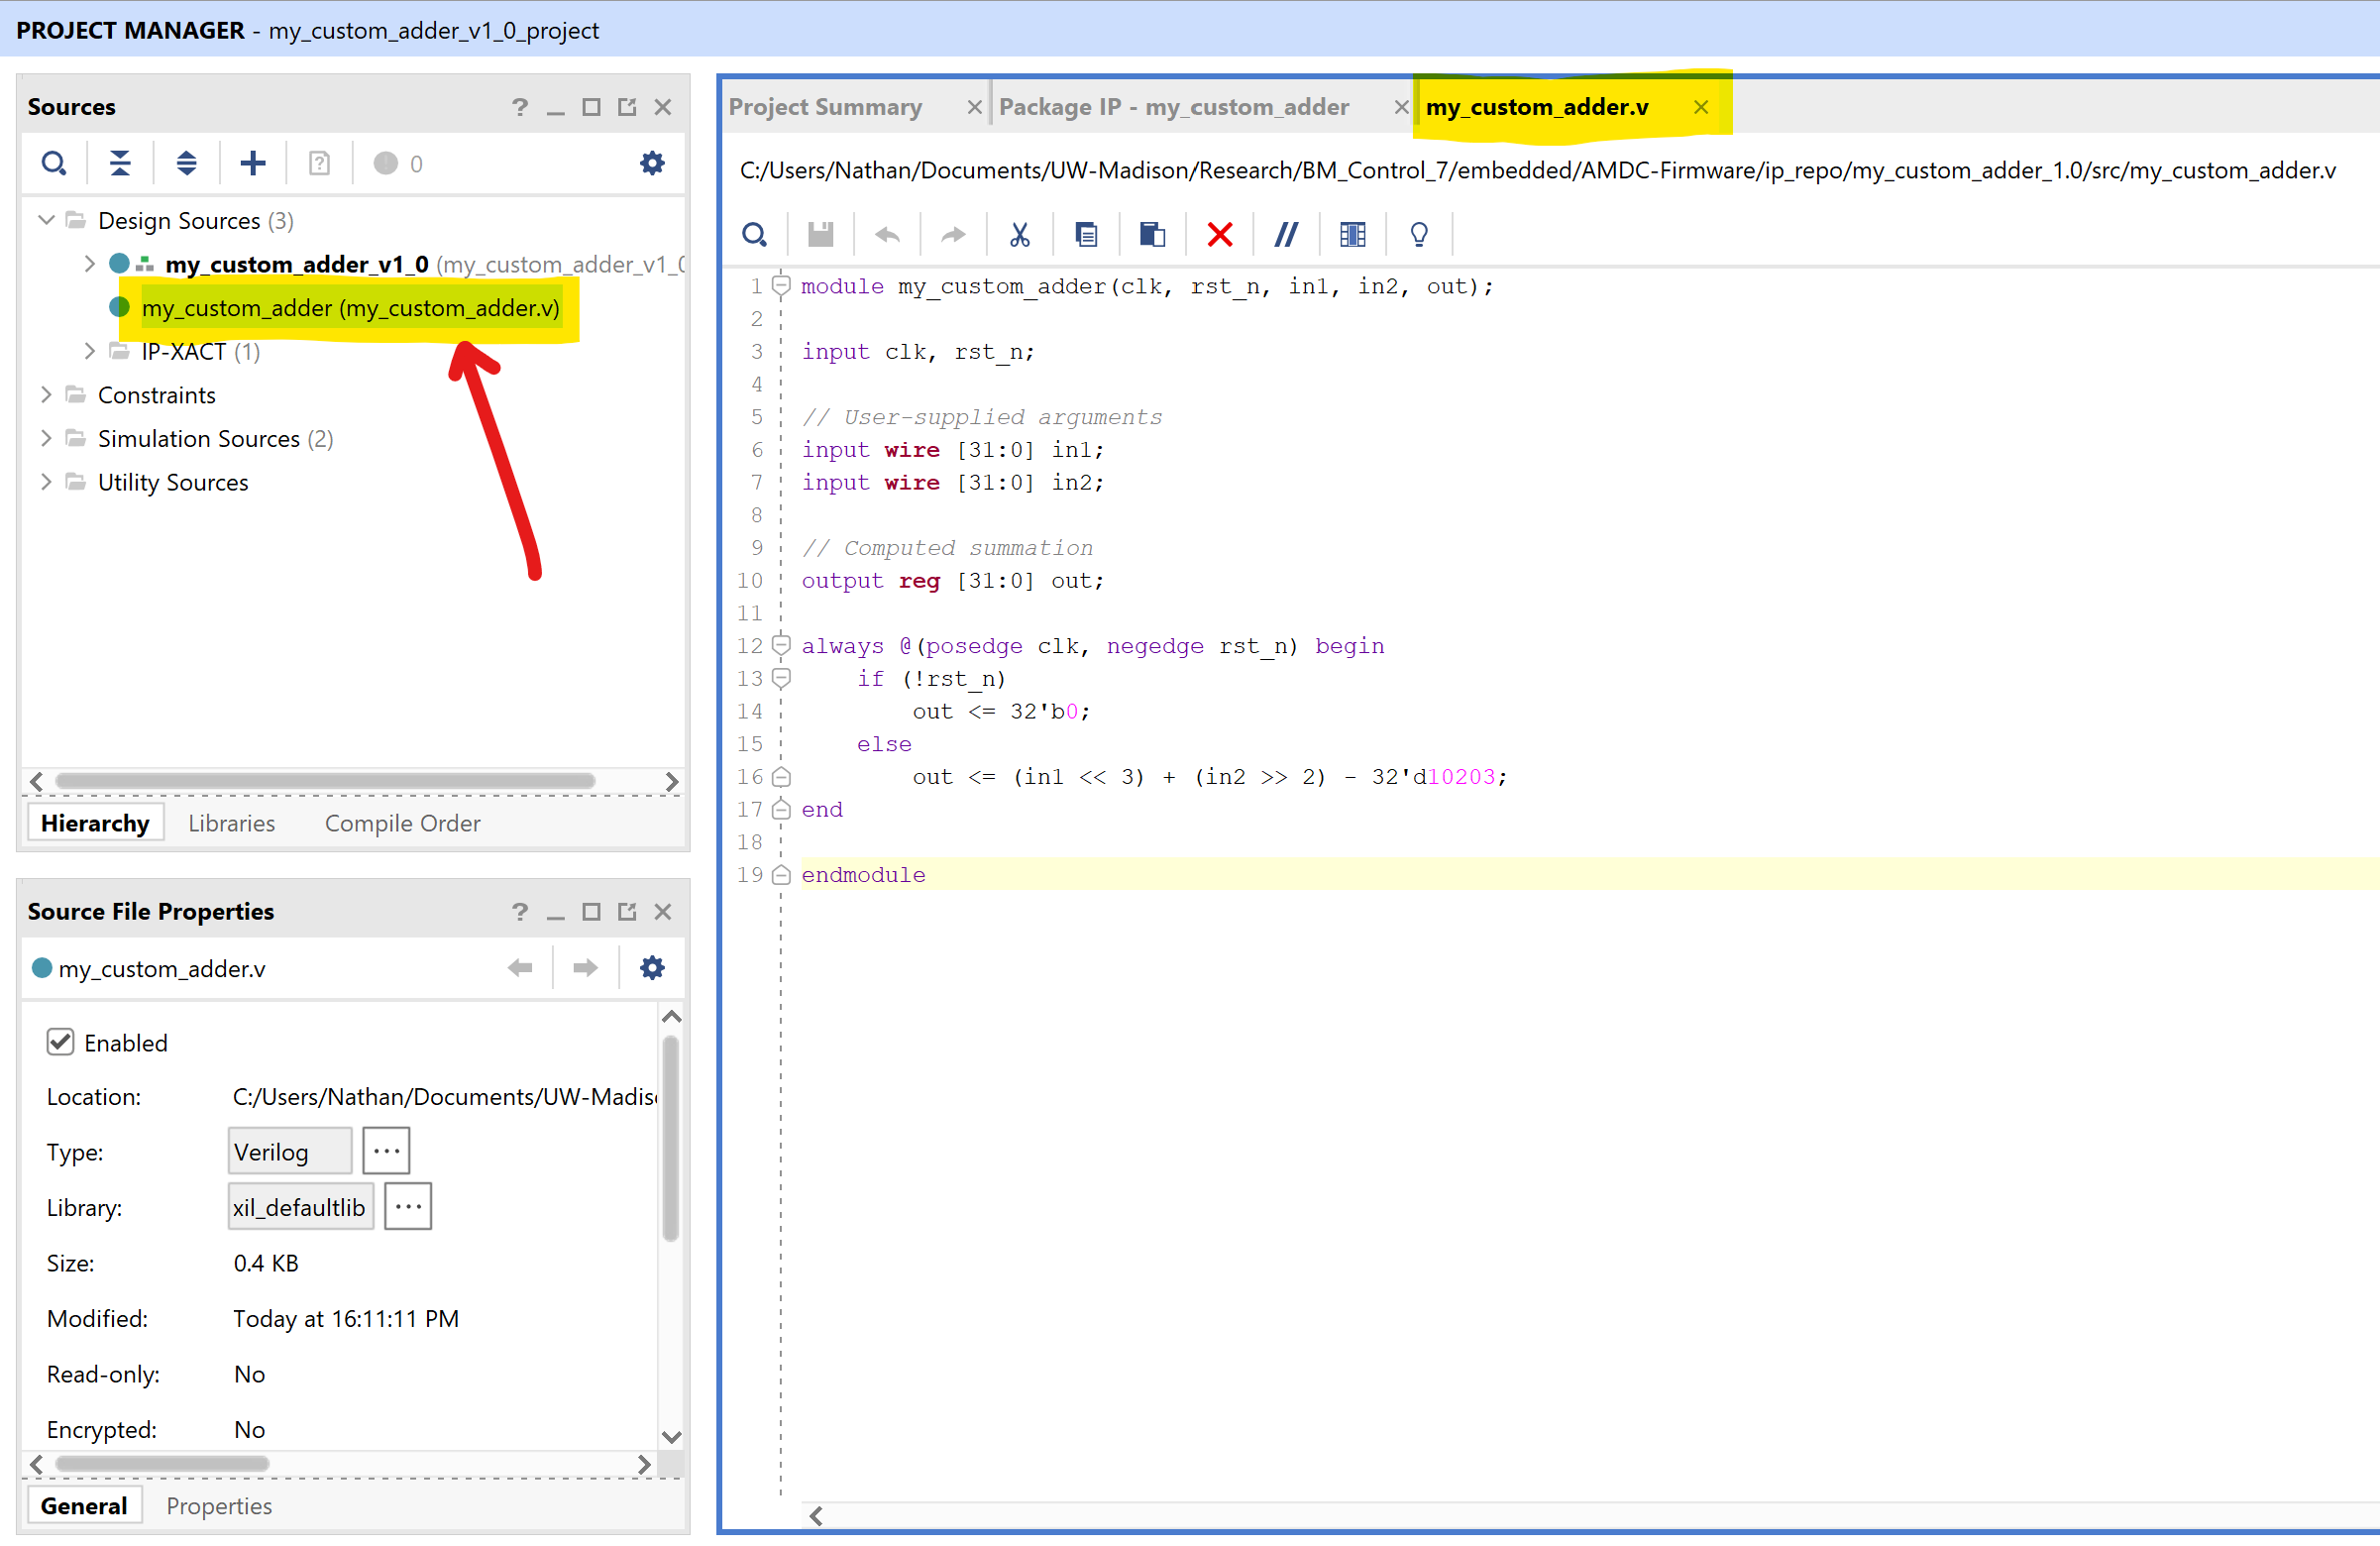 PROJECT MANAGER - my_custom_adder_v1_0_project
Sources
? 
0
Design Sources (3)
my_custom_adder_v1_0 (my_custom_adder_v1_0
my_custom_adder (my_custom_adder.v)
IP-XACT (1)
Constraints
Simulation Sources (2)
Utility Sources
Hierarchy Libraries Compile Order
Source File Properties
?
my_custom_adder.v
Enabled
Location: C:/Users/Nathan/Documents/UW-Madis
Type: Verilog ...
Library: xil_defaultlib ...
Size: 0.4 KB
Modified: Today at 16:11:11 PM
Read-only: No
Encrypted: No
General Properties
Project Summary Package IP - my_custom_adder my_custom_adder.v
C:/Users/Nathan/Documents/UW-Madison/Research/BM_Control_7/embedded/AMDC-Firmware/ip_repo/my_custom_adder_1.0/src/my_custom_adder.v
1 module my_custom_adder(clk, rst_n, in1, in2, out);
2
3 input clk, rst_n;
4
5 // User-supplied arguments
6 input wire [31:0] in1;
7 input wire [31:0] in2;
8
9 // Computed summation
10 output reg [31:0] out;
11
12 always @(posedge clk, negedge rst_n) begin
13 if (!rst_n)
14 out <= 32'b0;
15 else
16 out <= (in1 << 3) + (in2 >> 2) - 32'd10203;
17 end
18
19 endmodule